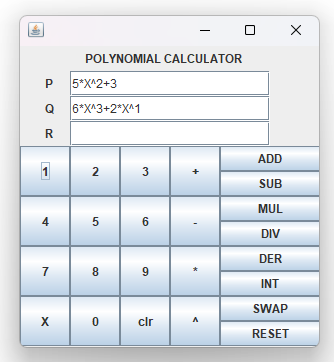 POLYNOMIAL CALCULATOR
P 5*X^2+3
Q 6*X^3+2*X^1
R
1 2 3 + ADD
SUB
4 5 6 - MUL
DIV
7 8 9 * DER
INT
X 0 clr ^ SWAP
RESET